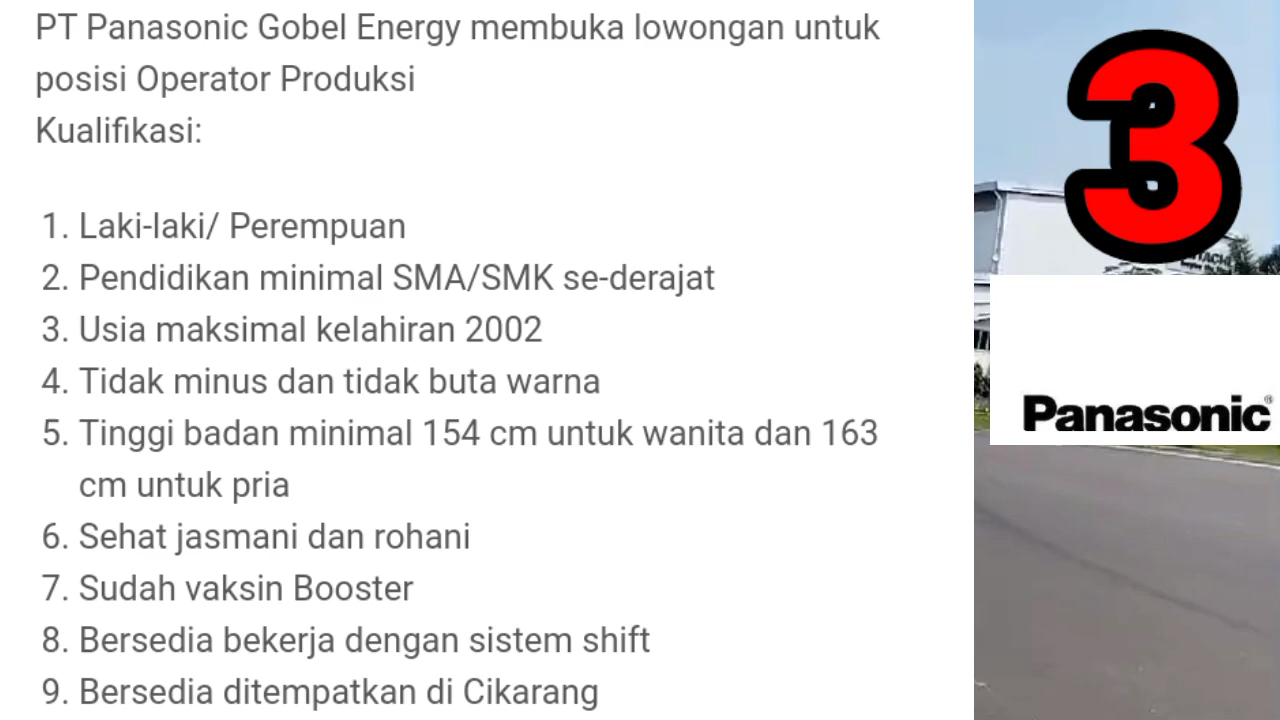 PT Panasonic Gobel Energy membuka lowongan untuk
posisi Operator Produksi
Kualifikasi:
1. Laki-laki/ Perempuan
2. Pendidikan minimal SMA/SMK se-derajat
3. Usia maksimal kelahiran 2002
4. Tidak minus dan tidak buta warna
5. Tinggi badan minimal 154 cm untuk wanita dan 163
cm untuk pria
6. Sehat jasmani dan rohani
7. Sudah vaksin Booster
8. Bersedia bekerja dengan sistem shift
9. Bersedia ditempatkan di Cikarang
3
Panasonic®